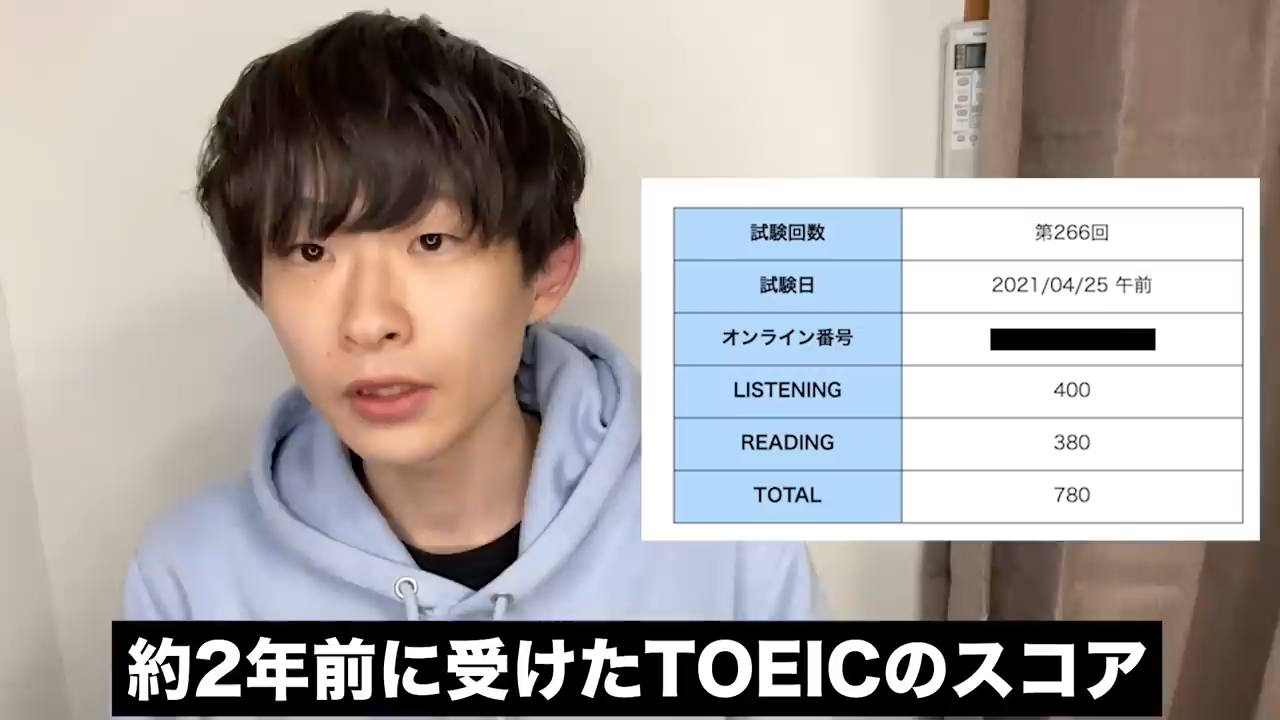 試験回数 第266回
試験日 2021/04/25 午前
オンライン番号
LISTENING 400
READING 380
TOTAL 780
約2年前に受けたTOEICのスコア